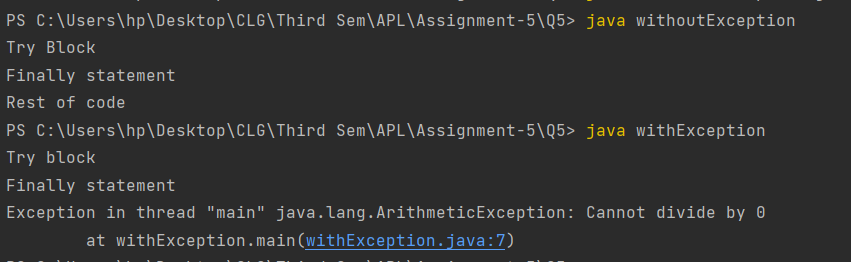 PS C:\Users\hp\Desktop\CLG\Third Sem\APL\Assignment-5\Q5> java withoutException
Try Block
Finally statement
Rest of code
PS C:\Users\hp\Desktop\CLG\Third Sem\APL\Assignment-5\Q5> java withException
Try block
Finally statement
Exception in thread "main" java.lang.ArithmeticException: Cannot divide by 0
        at withException.main(withException.java:7)